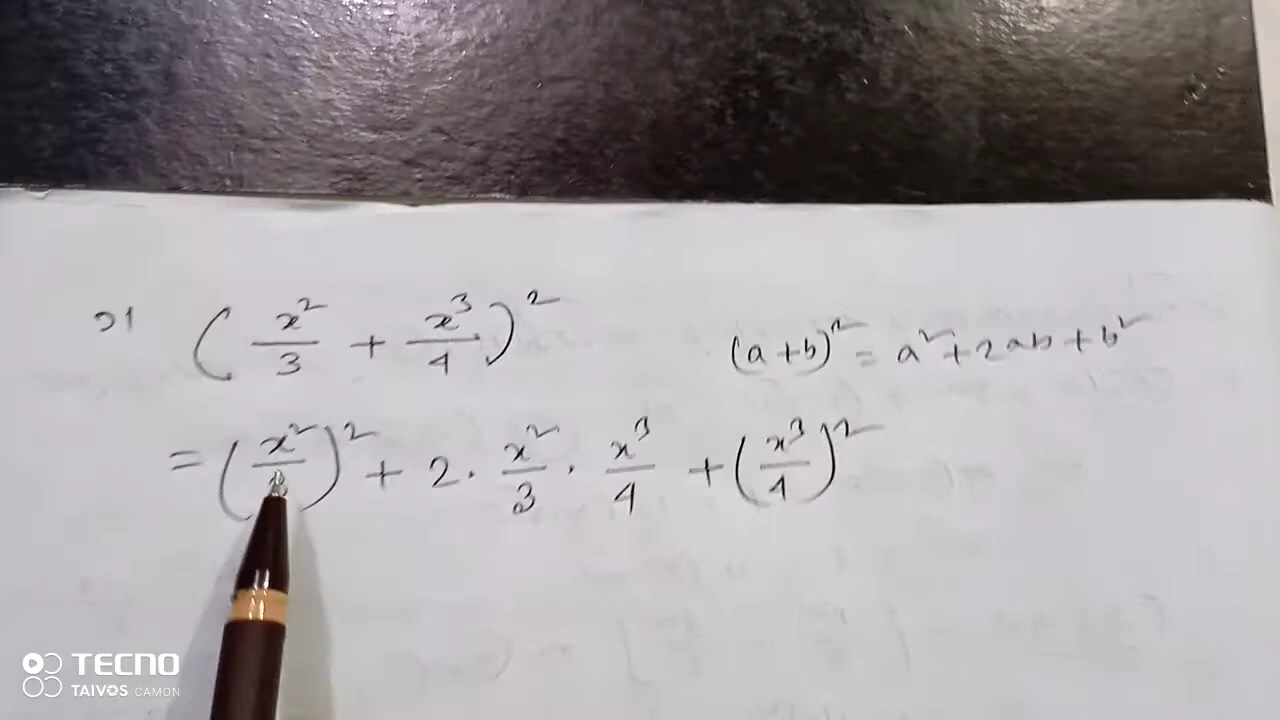 ১। (x²/3 + x³/4)²
(a+b)² = a²+2ab+b²
= (x²/3)² + 2·x²/3·x³/4 + (x³/4)²
TECNO
TAIVOS CAMON